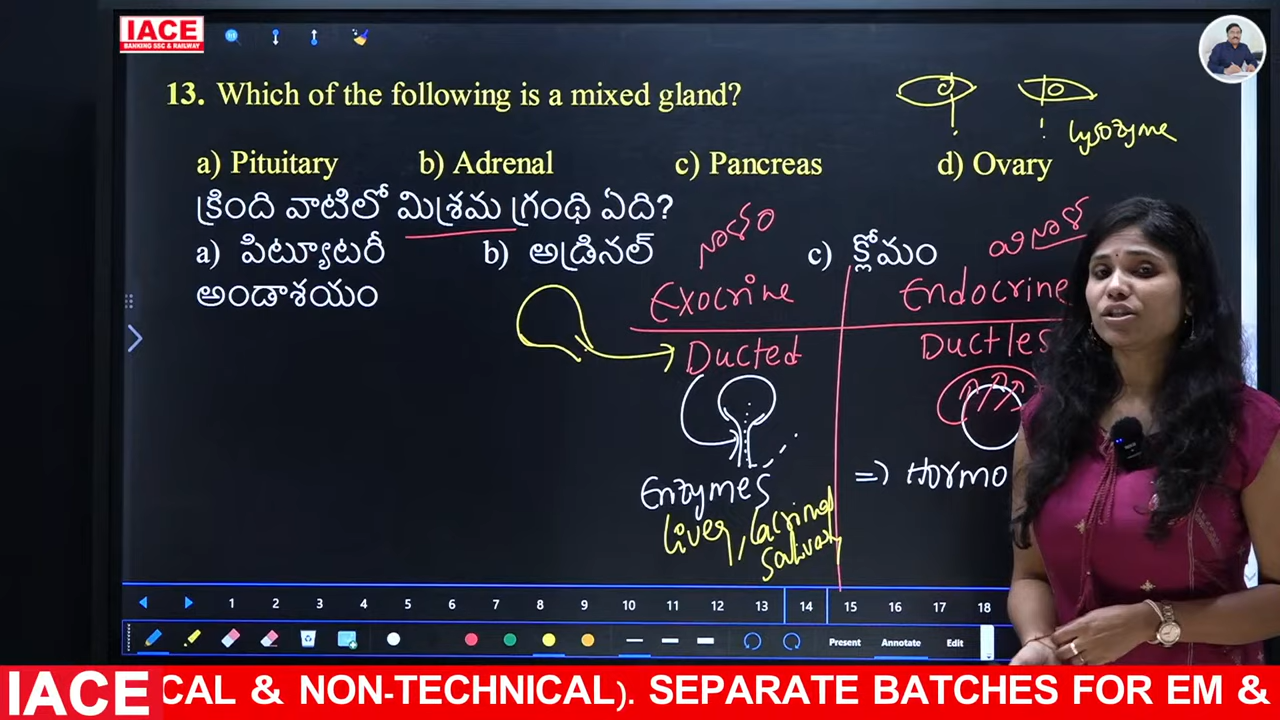 IACE
BANKING SSC & RAILWAY
13. Which of the following is a mixed gland?
lysozyme
a) Pituitary b) Adrenal c) Pancreas d) Ovary
క్రింది వాటిలో మిశ్రమ గ్రంథి ఏది?
నాళం
వినాళ
a) పిట్యూటరీ b) అడ్రినల్ c) క్లోమం
అండాశయం
Exocrine Endocrine
Ducted Ductles
Enzymes => Hormo
Liver, Lacrimal
Salivary
1 2 3 4 5 6 7 8 9 10 11 12 13 14 15 16 17 18
Present Annotate Edit
IACE CAL & NON-TECHNICAL). SEPARATE BATCHES FOR EM &